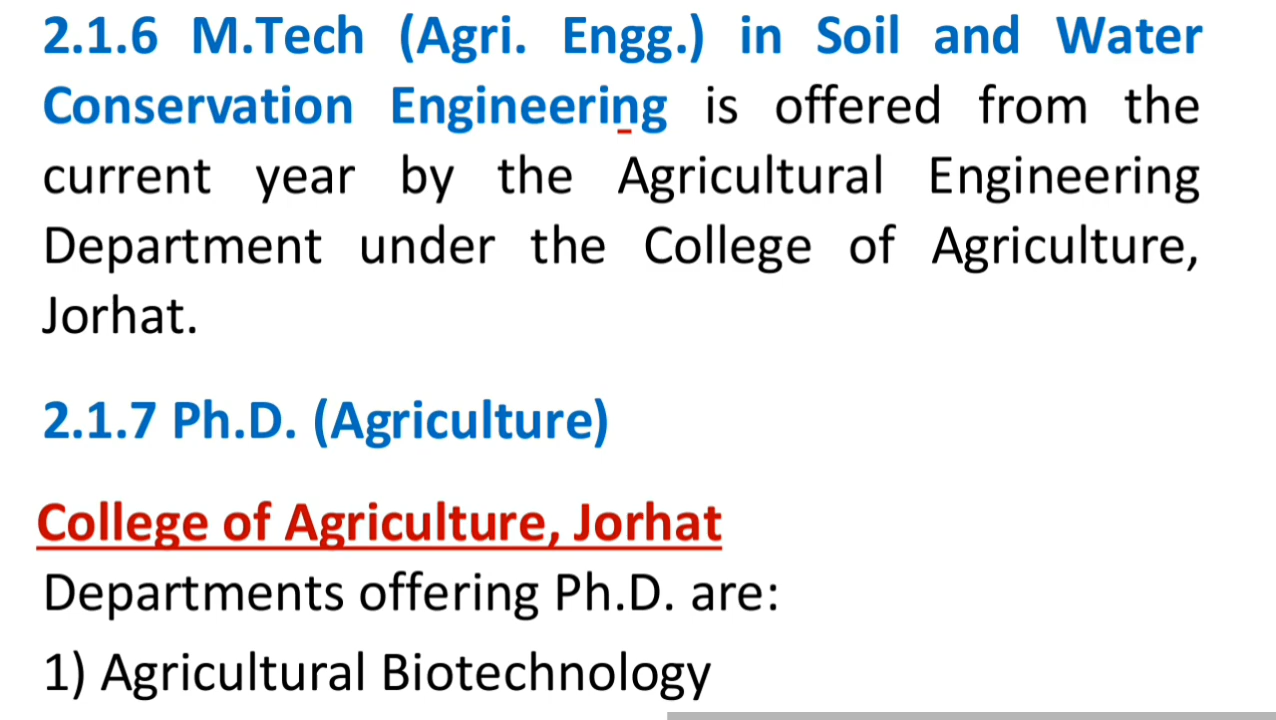 2.1.6 M.Tech (Agri. Engg.) in Soil and Water
Conservation Engineering is offered from the
current year by the Agricultural Engineering
Department under the College of Agriculture,
Jorhat.
2.1.7 Ph.D. (Agriculture)
College of Agriculture, Jorhat
Departments offering Ph.D. are:
1) Agricultural Biotechnology